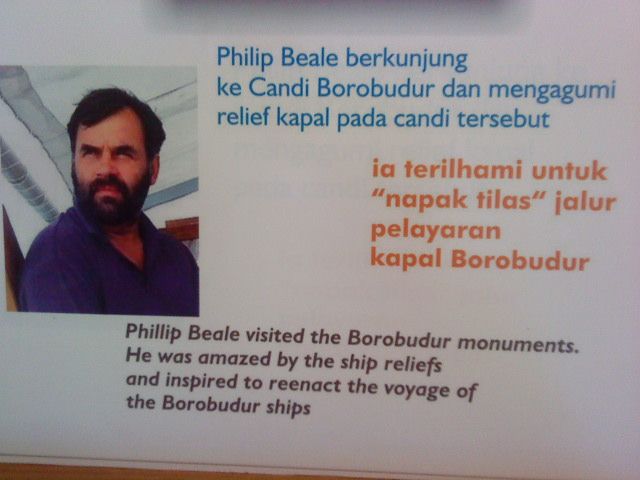 Philip Beale berkunjung
ke Candi Borobudur dan mengagumi
relief kapal pada candi tersebut
ia terilhami untuk
"napak tilas" jalur
pelayaran
kapal Borobudur
Phillip Beale visited the Borobudur monuments.
He was amazed by the ship reliefs
and inspired to reenact the voyage of
the Borobudur ships